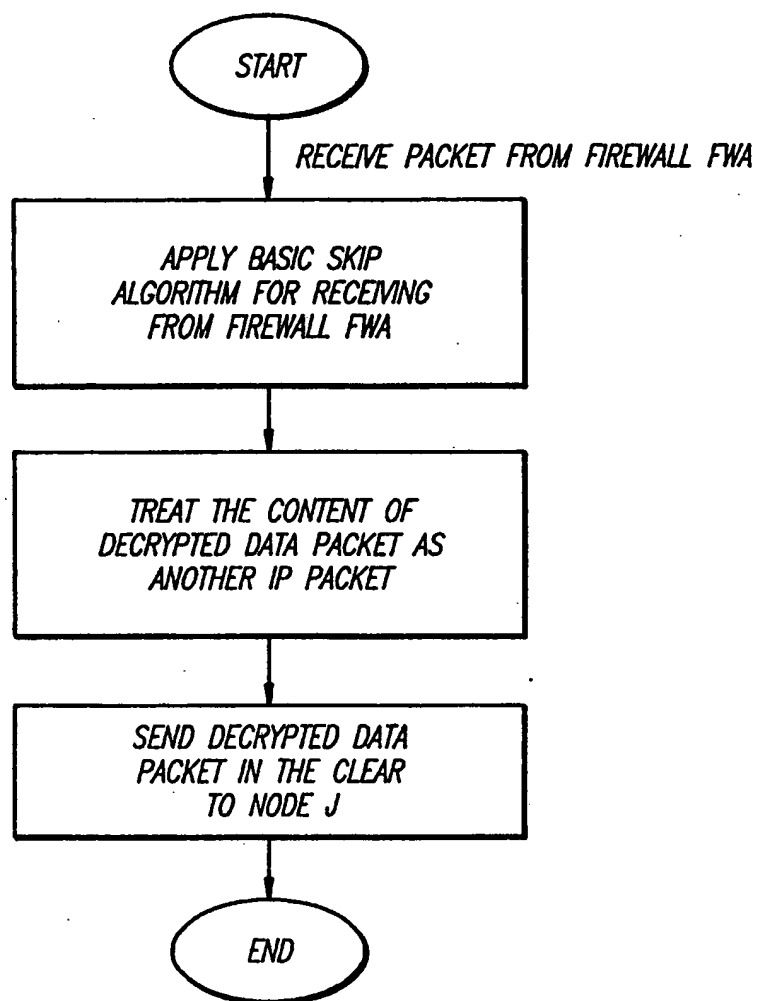 START
RECEIVE PACKET FROM FIREWALL FWA
APPLY BASIC SKIP
ALGORITHM FOR RECEIVING
FROM FIREWALL FWA
TREAT THE CONTENT OF
DECRYPTED DATA PACKET AS
ANOTHER IP PACKET
SEND DECRYPTED DATA
PACKET IN THE CLEAR
TO NODE J
END